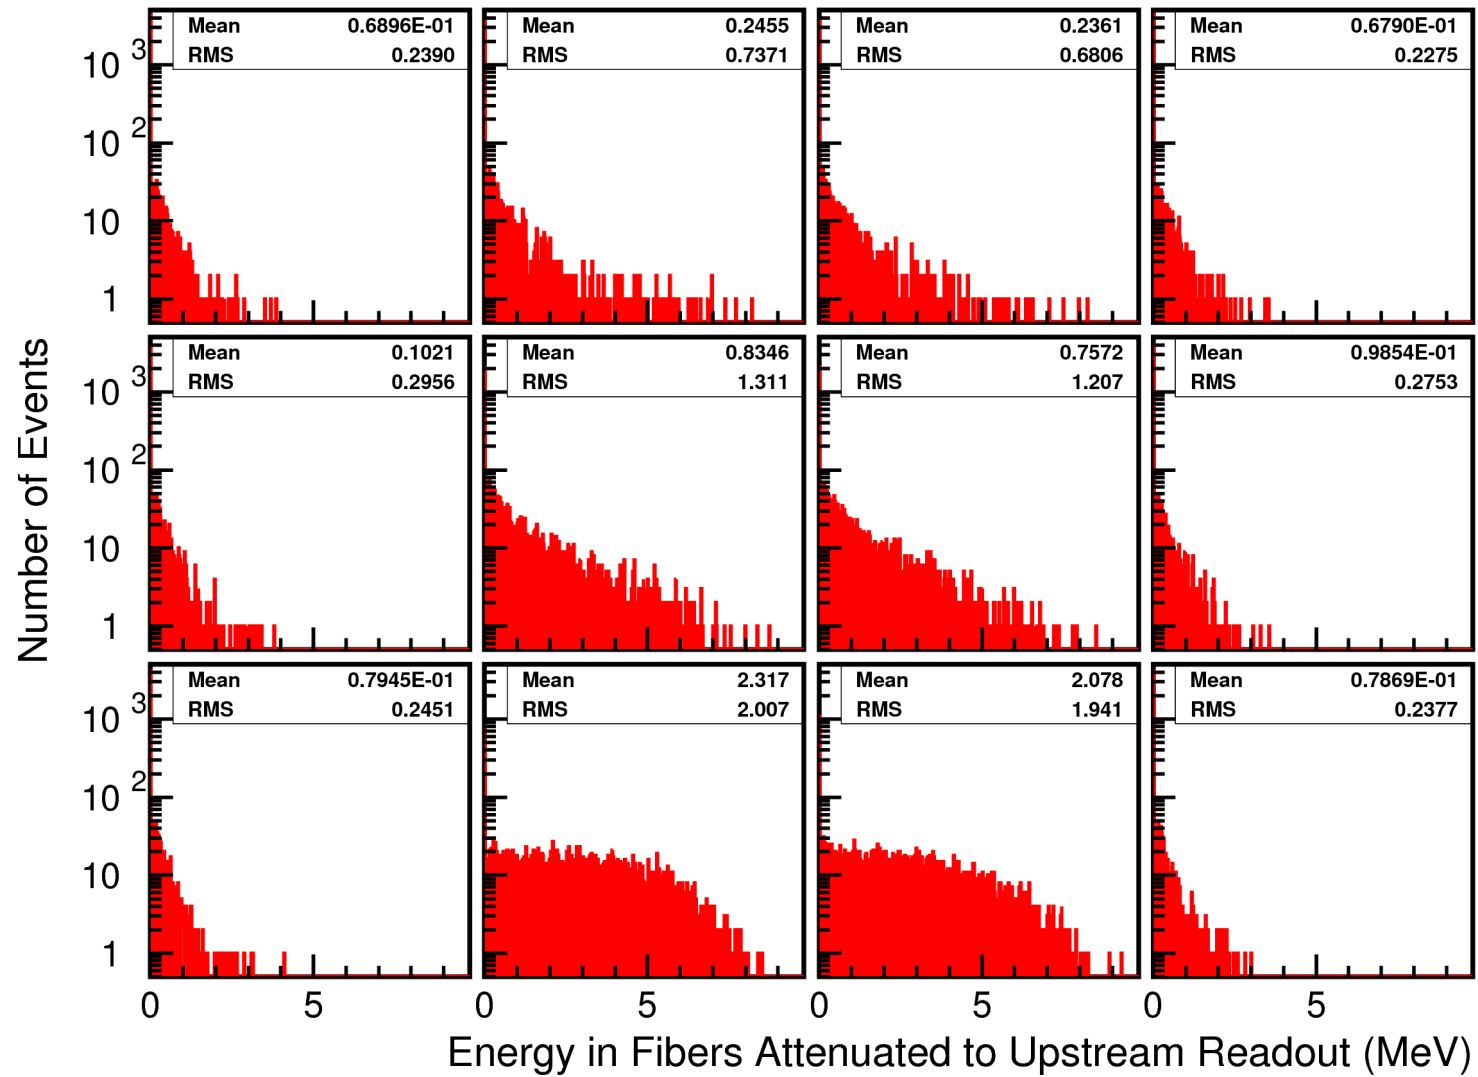 Mean 0.6896E-01
RMS 0.2390
Mean 0.2455
RMS 0.7371
Mean 0.2361
RMS 0.6806
Mean 0.6790E-01
RMS 0.2275
10 3
10 2
10
1
Mean 0.1021
RMS 0.2956
Mean 0.8346
RMS 1.311
Mean 0.7572
RMS 1.207
Mean 0.9854E-01
RMS 0.2753
10 3
10 2
10
1
Mean 0.7945E-01
RMS 0.2451
Mean 2.317
RMS 2.007
Mean 2.078
RMS 1.941
Mean 0.7869E-01
RMS 0.2377
10 3
10 2
10
1
Number of Events
0 5 0 5 0 5 0 5
Energy in Fibers Attenuated to Upstream Readout (MeV)